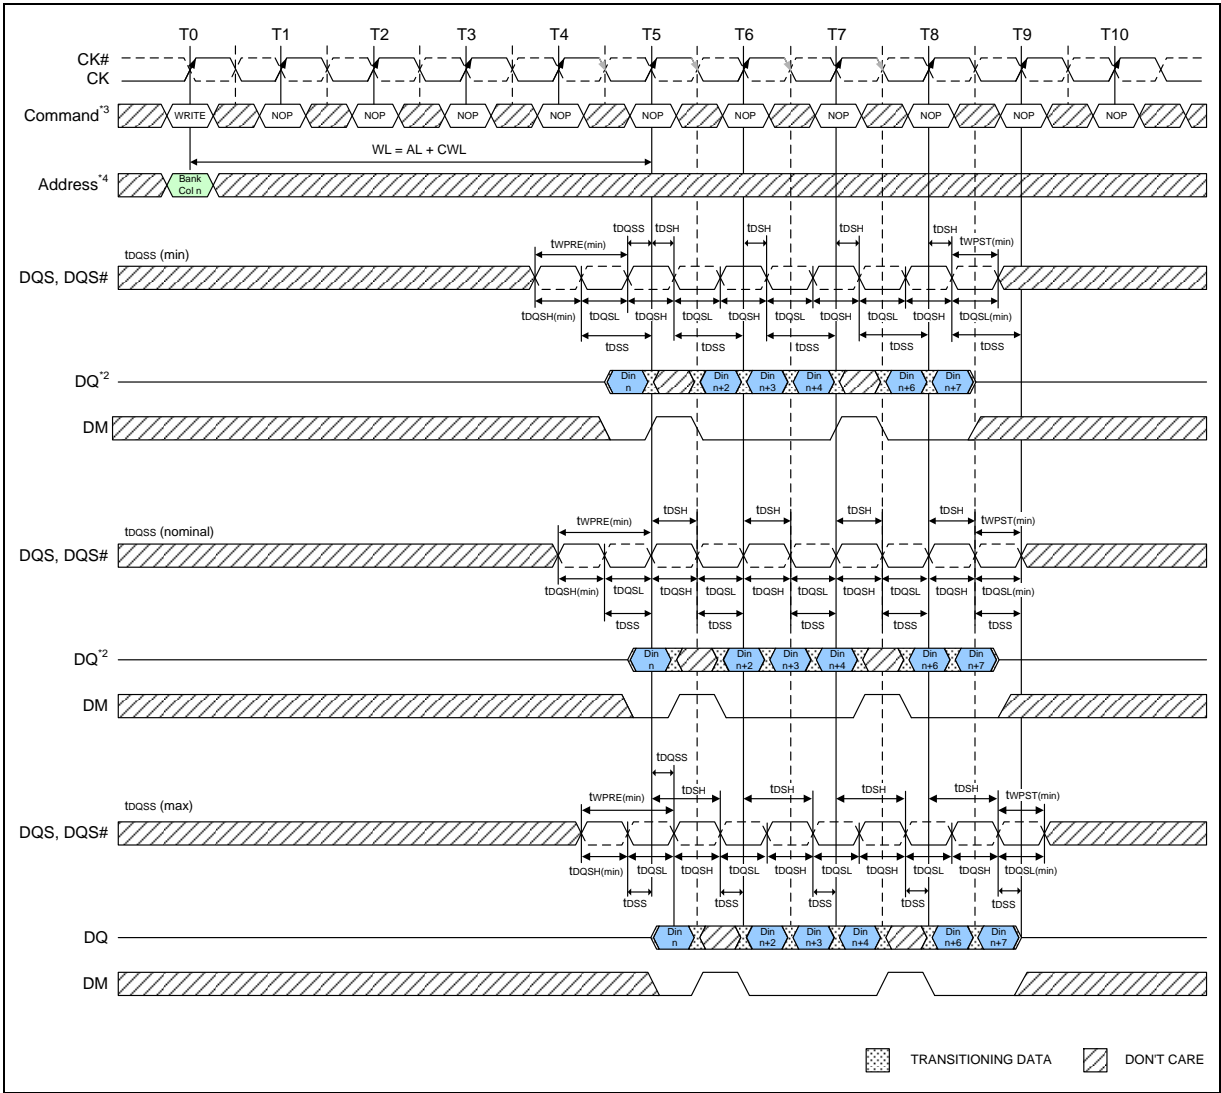 T0 T1 T2 T3 T4 T5 T6 T7 T8 T9 T10
CK#
CK
Command*3 WRITE NOP NOP NOP NOP NOP NOP NOP NOP NOP NOP
WL = AL + CWL
Address*4 Bank Col n
tDQSS tDSH tDSH tDSH tDSH
tDQSS (min) tWPRE(min) tWPST(min)
DQS, DQS#
tDQSH(min) tDQSL tDQSH tDQSL tDQSH tDQSL tDQSH tDQSL tDQSH tDQSL(min)
tDSS tDSS tDSS tDSS tDSS
DQ*2 Din n Din n+2 Din n+3 Din n+4 Din n+6 Din n+7
DM
tDSH tDSH tDSH tDSH
tDQSS (nominal) tWPRE(min) tWPST(min)
DQS, DQS#
tDQSH(min) tDQSL tDQSH tDQSL tDQSH tDQSL tDQSH tDQSL tDQSH tDQSL(min)
tDSS tDSS tDSS tDSS tDSS
DQ*2 Din n Din n+2 Din n+3 Din n+4 Din n+6 Din n+7
DM
tDQSS
tDQSS (max) tWPRE(min) tDSH tDSH tDSH tDSH tWPST(min)
DQS, DQS#
tDQSH(min) tDQSL tDQSH tDQSL tDQSH tDQSL tDQSH tDQSL tDQSH tDQSL(min)
tDSS tDSS tDSS tDSS tDSS
DQ Din n Din n+2 Din n+3 Din n+4 Din n+6 Din n+7
DM
TRANSITIONING DATA DON'T CARE